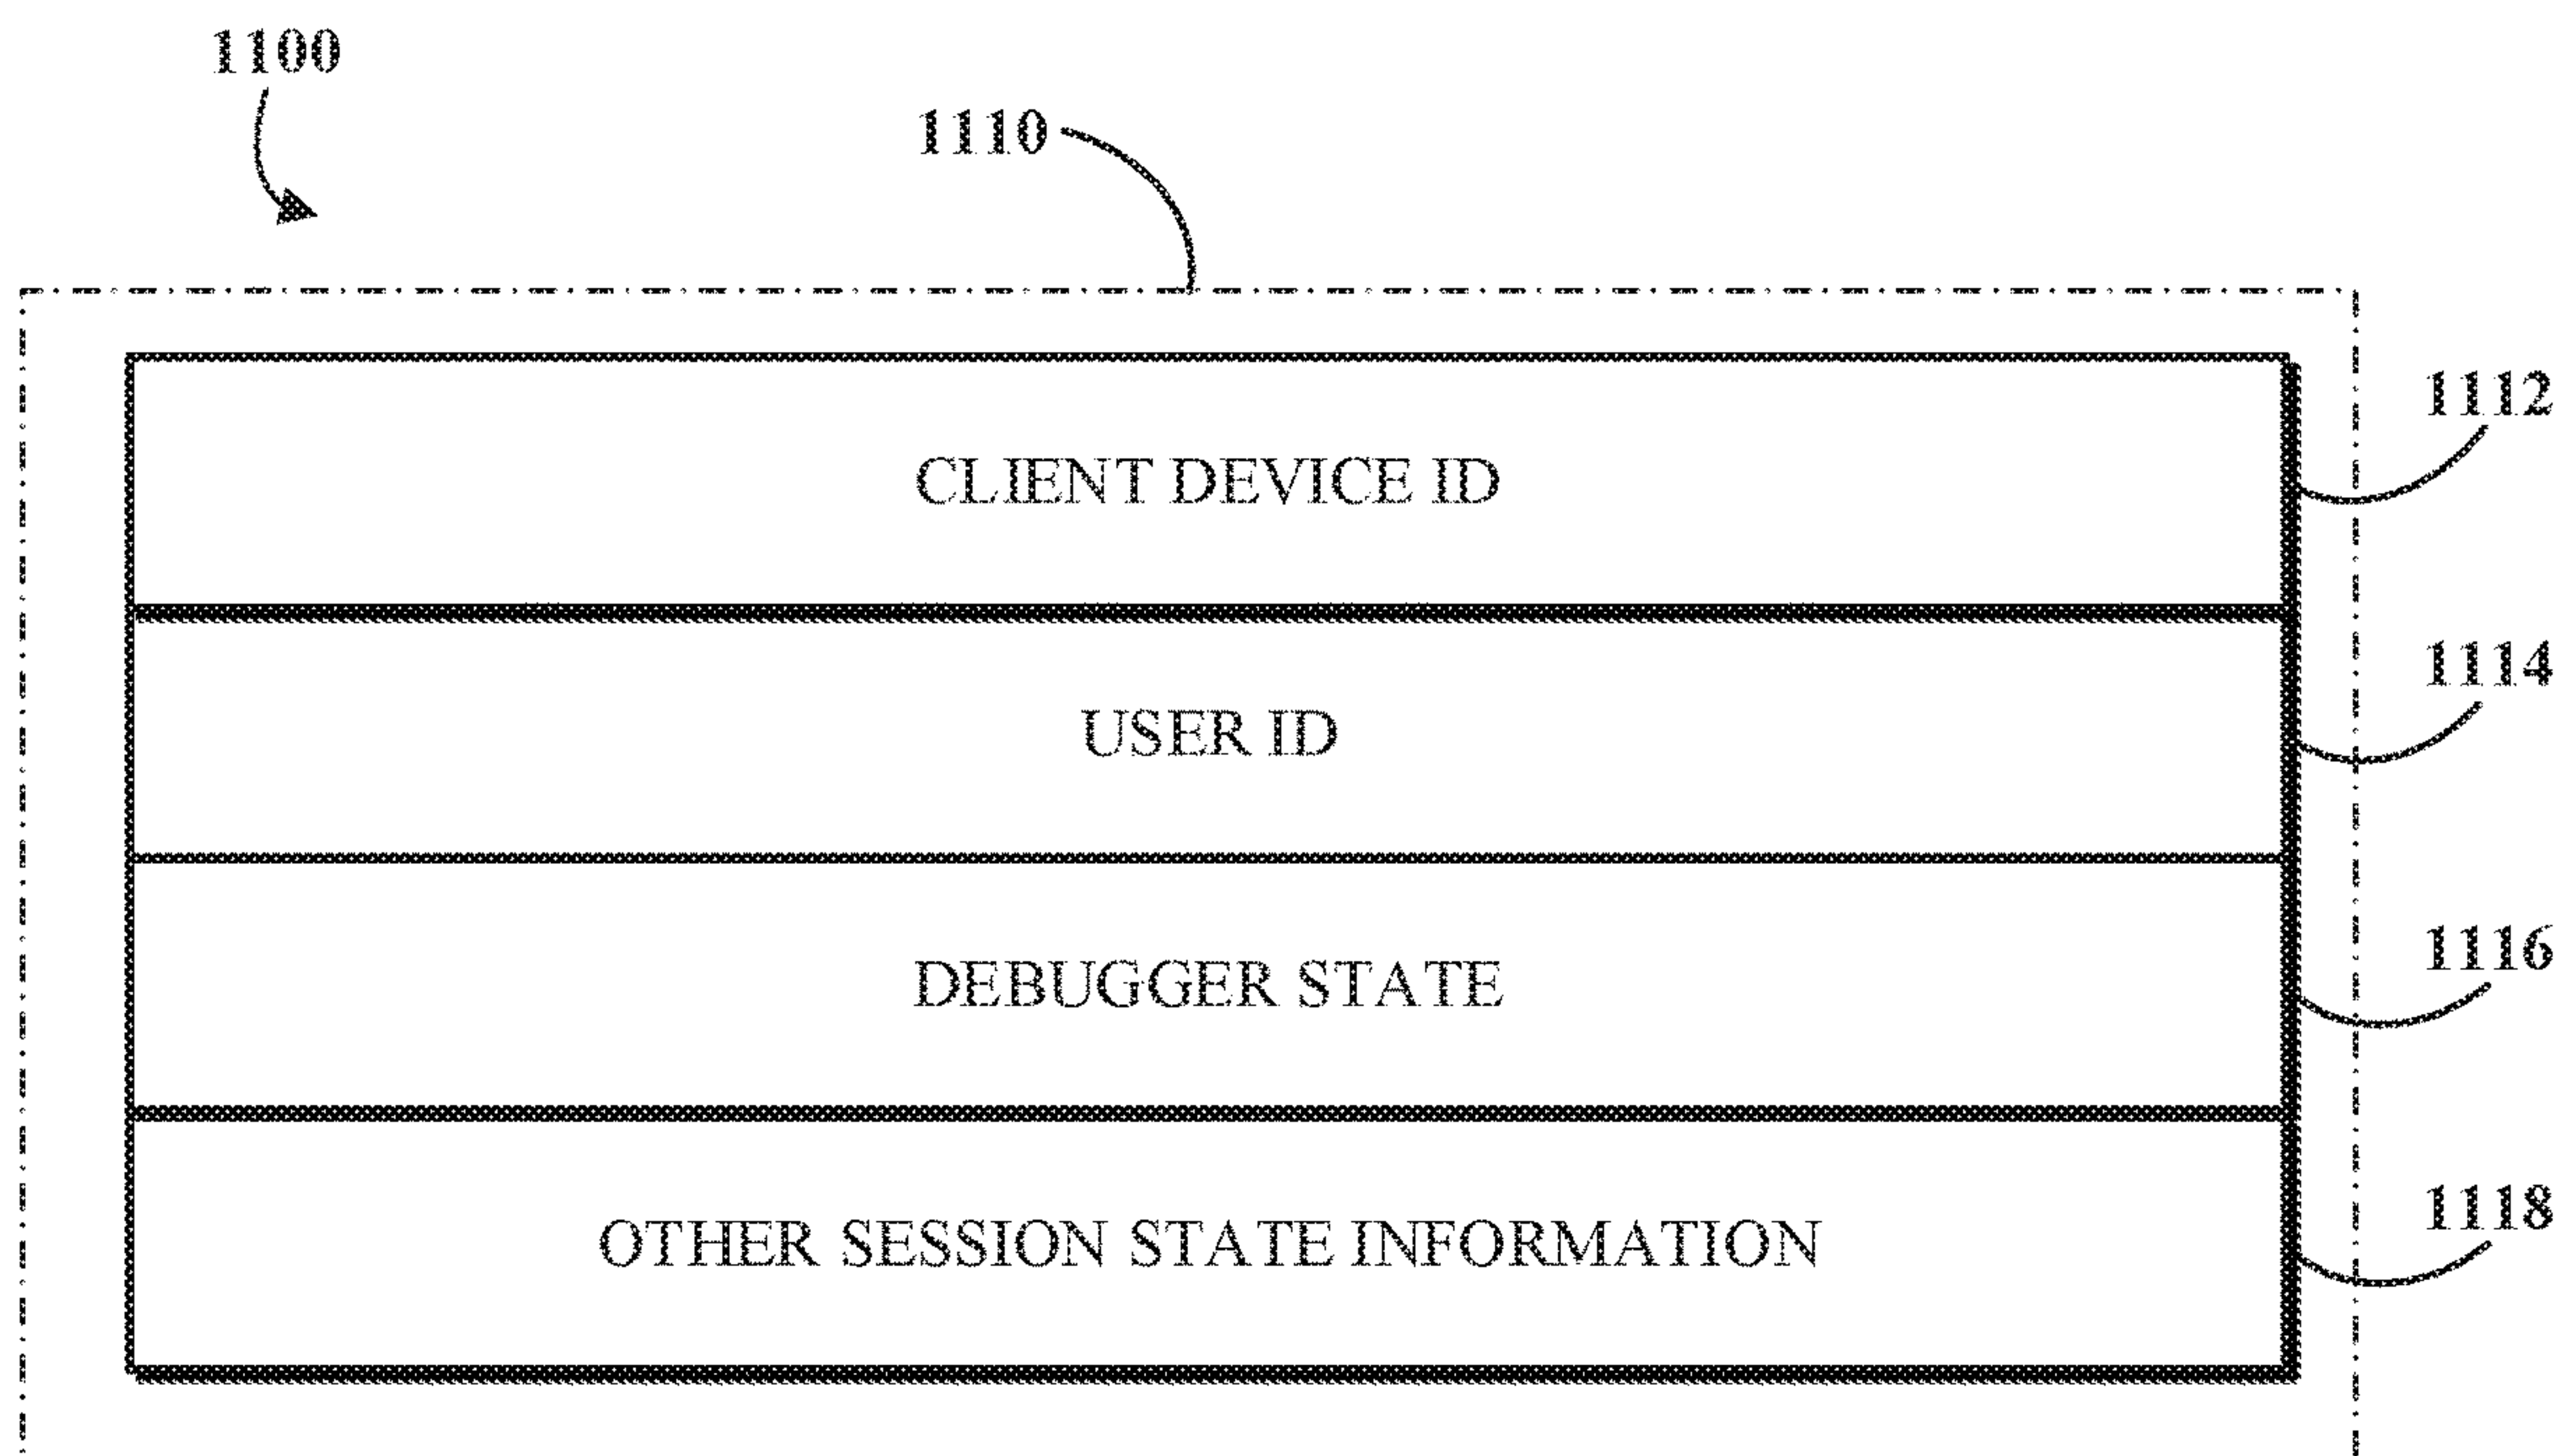 1100
1110
1112
CLIENT DEVICE ID
1114
USER ID
1116
DEBUGGER STATE
1118
OTHER SESSION STATE INFORMATION